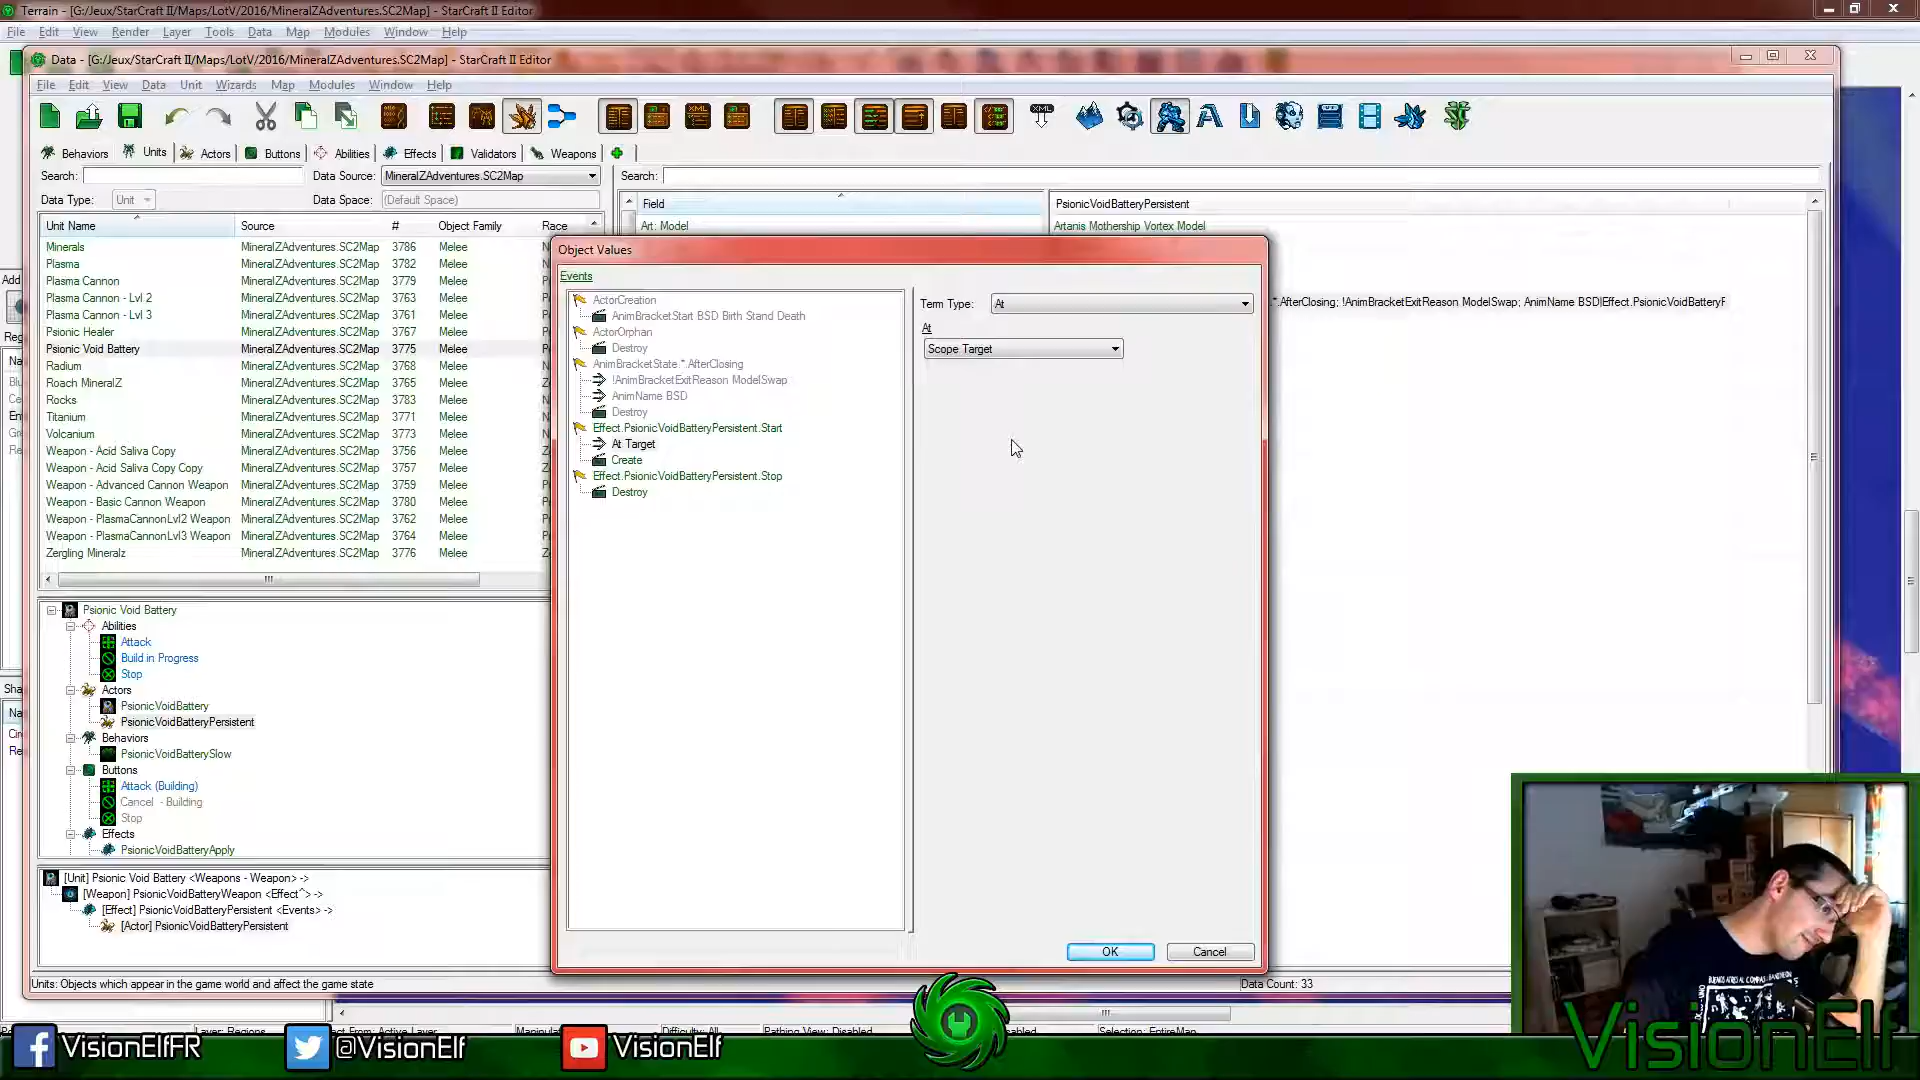 Terrain - [G:/Jeux/StarCraft II/Maps/LotV/2016/MineralZAdventures.SC2Map] - StarCraft II Editor
File Edit View Render Layer Tools Data Map Modules Window Help
Data - [G:/Jeux/StarCraft II/Maps/LotV/2016/MineralZAdventures.SC2Map] - StarCraft II Editor
File Edit View Data Unit Wizards Map Modules Window Help
XML
Behaviors Units Actors Buttons Abilities Effects Validators Weapons
Search: Data Source: MineralZAdventures.SC2Map Search:
Data Type: Unit Data Space: (Default Space)
Field PsionicVoidBatteryPersistent
Unit Name Source # Object Family Race Art: Model Artanis Mothership Vortex Model
Minerals MineralZAdventures.SC2Map 3786 Melee
Plasma MineralZAdventures.SC2Map 3782 Melee
Plasma Cannon MineralZAdventures.SC2Map 3779 Melee
Plasma Cannon - Lvl 2 MineralZAdventures.SC2Map 3763 Melee
Plasma Cannon - Lvl 3 MineralZAdventures.SC2Map 3761 Melee
Psionic Healer MineralZAdventures.SC2Map 3767 Melee
Psionic Void Battery MineralZAdventures.SC2Map 3775 Melee
Radium MineralZAdventures.SC2Map 3768 Melee
Roach MineralZ MineralZAdventures.SC2Map 3765 Melee
Rocks MineralZAdventures.SC2Map 3783 Melee
Titanium MineralZAdventures.SC2Map 3771 Melee
Volcanium MineralZAdventures.SC2Map 3773 Melee
Weapon - Acid Saliva Copy MineralZAdventures.SC2Map 3756 Melee
Weapon - Acid Saliva Copy Copy MineralZAdventures.SC2Map 3757 Melee
Weapon - Advanced Cannon Weapon MineralZAdventures.SC2Map 3759 Melee
Weapon - Basic Cannon Weapon MineralZAdventures.SC2Map 3780 Melee
Weapon - PlasmaCannonLvl2 Weapon MineralZAdventures.SC2Map 3762 Melee
Weapon - PlasmaCannonLvl3 Weapon MineralZAdventures.SC2Map 3764 Melee
Zergling Mineralz MineralZAdventures.SC2Map 3776 Melee
Object Values
Events
ActorCreation
AnimBracketStart BSD Birth Stand Death
ActorOrphan
Destroy
AnimBracketState.*.AfterClosing
!AnimBracketExitReason ModelSwap
AnimName BSD
Destroy
Effect.PsionicVoidBatteryPersistent.Start
At Target
Create
Effect.PsionicVoidBatteryPersistent.Stop
Destroy
Term Type: At
At
Scope Target
OK Cancel
.*.AfterClosing; !AnimBracketExitReason ModelSwap; AnimName BSD|Effect.PsionicVoidBatteryF
Psionic Void Battery
Abilities
Attack
Build in Progress
Stop
Actors
PsionicVoidBattery
PsionicVoidBatteryPersistent
Behaviors
PsionicVoidBatterySlow
Buttons
Attack (Building)
Cancel - Building
Stop
Effects
PsionicVoidBatteryApply
[Unit] Psionic Void Battery <Weapons - Weapon> ->
[Weapon] PsionicVoidBatteryWeapon <Effect^> ->
[Effect] PsionicVoidBatteryPersistent <Events> ->
[Actor] PsionicVoidBatteryPersistent
Units: Objects which appear in the game world and affect the game state Data Count: 33
VisionElfFR @VisionElf VisionElf
VisionElf